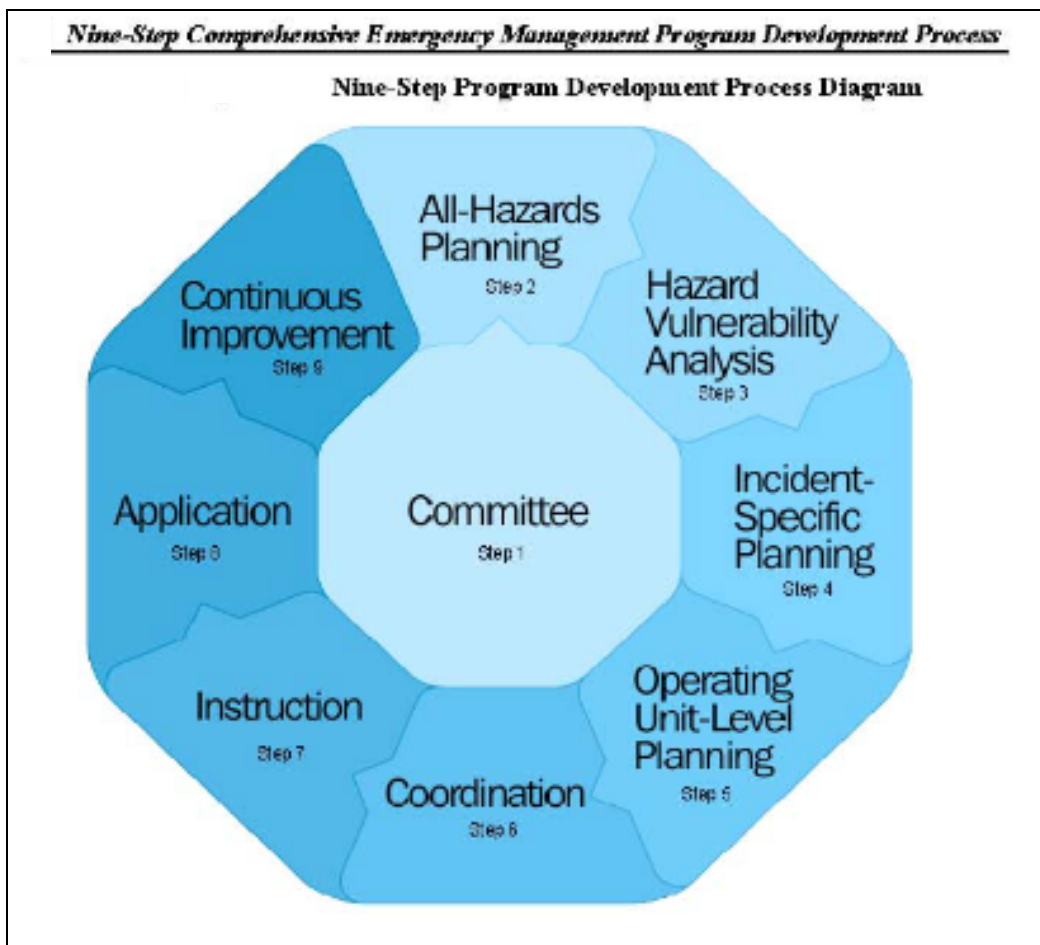 Nine-Step Comprehensive Emergency Management Program Development Process
Nine-Step Program Development Process Diagram
All-Hazards
Planning
Step 2
Hazard
Vulnerability
Analysis
Step 3
Incident-
Specific
Planning
Step 4
Operating
Unit-Level
Planning
Step 5
Coordination
Step 6
Instruction
Step 7
Application
Step 8
Continuous
Improvement
Step 9
Committee
Step 1